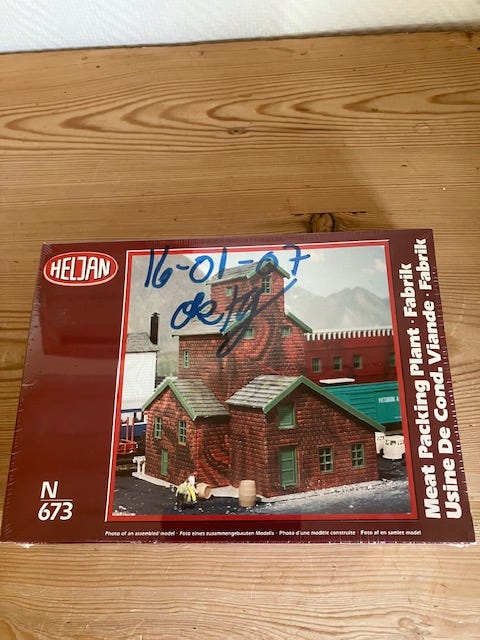 HELJAN
16-01-07
ok/g
N
673
Meat Packing Plant · Fabrik
Usine De Cond. Viande · Fabrik
Photo of an assembled model · Foto eines zusammengebauten Modells · Photo d'une modèle construite · Foto af en samlet model